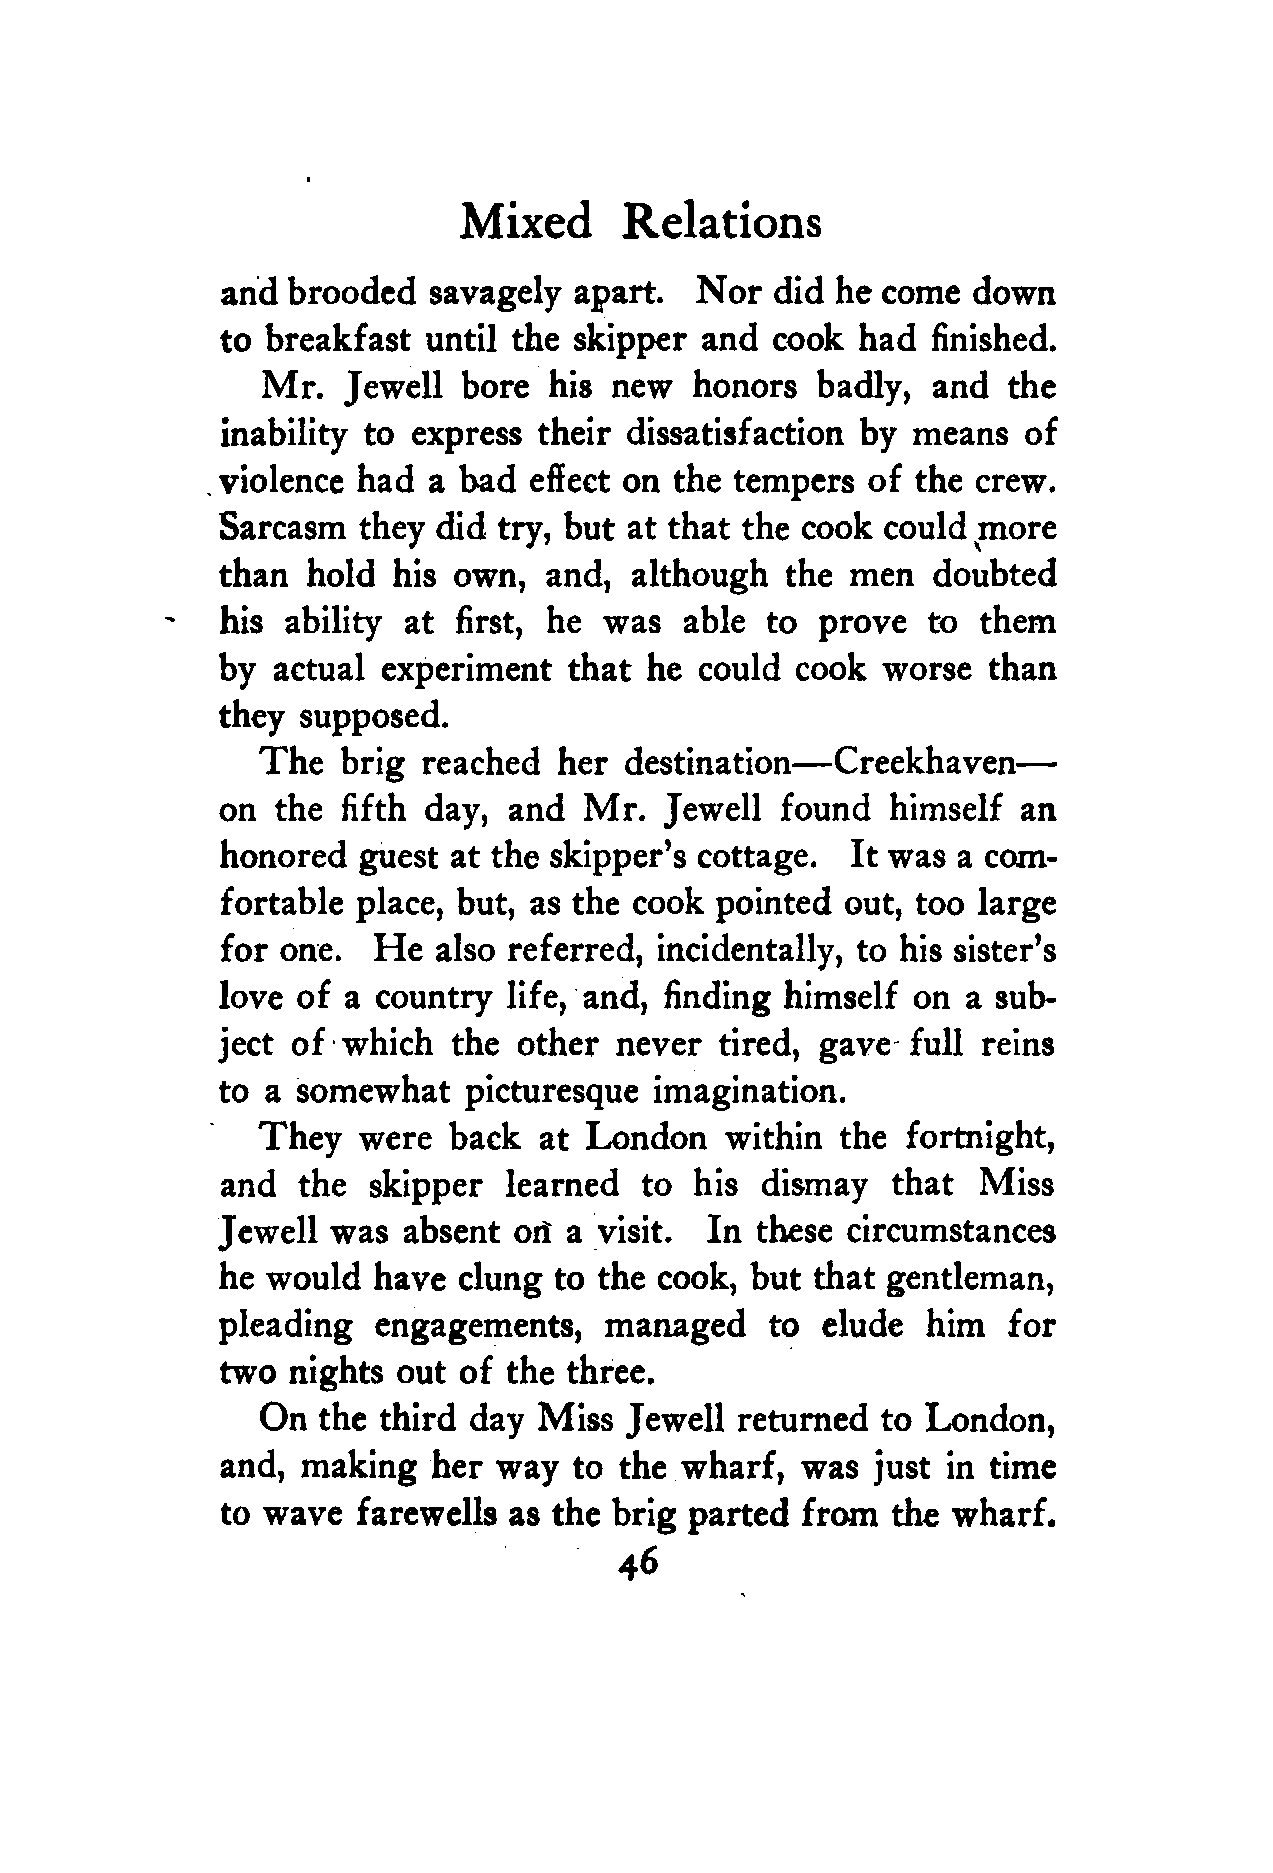 Mixed Relations
and brooded savagely apart. Nor did he come down
to breakfast until the skipper and cook had finished.
Mr. Jewell bore his new honors badly, and the
inability to express their dissatisfaction by means of
violence had a bad effect on the tempers of the crew.
Sarcasm they did try, but at that the cook could more
than hold his own, and, although the men doubted
his ability at first, he was able to prove to them
by actual experiment that he could cook worse than
they supposed.
The brig reached her destination—Creekhaven—
on the fifth day, and Mr. Jewell found himself an
honored guest at the skipper's cottage. It was a com-
fortable place, but, as the cook pointed out, too large
for one. He also referred, incidentally, to his sister's
love of a country life, and, finding himself on a sub-
ject of which the other never tired, gave full reins
to a somewhat picturesque imagination.
They were back at London within the fortnight,
and the skipper learned to his dismay that Miss
Jewell was absent on a visit. In these circumstances
he would have clung to the cook, but that gentleman,
pleading engagements, managed to elude him for
two nights out of the three.
On the third day Miss Jewell returned to London,
and, making her way to the wharf, was just in time
to wave farewells as the brig parted from the wharf.
46